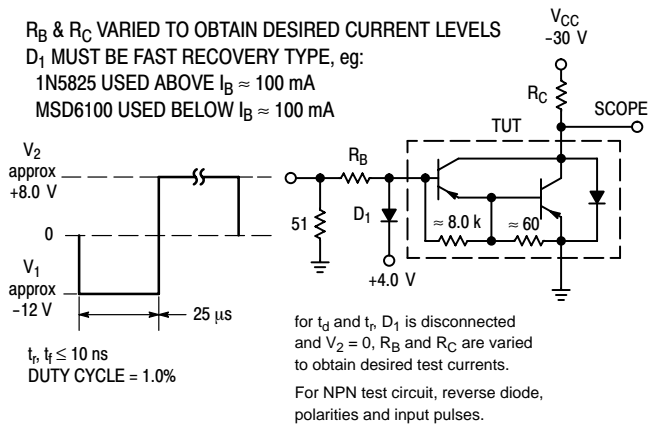 R_B & R_C VARIED TO OBTAIN DESIRED CURRENT LEVELS
D_1 MUST BE FAST RECOVERY TYPE, eg:
1N5825 USED ABOVE I_B ≈ 100 mA
MSD6100 USED BELOW I_B ≈ 100 mA
V_CC
-30 V
R_C
SCOPE
TUT
V_2
approx
+8.0 V
R_B
51
D_1
≈ 8.0 k
≈ 60
0
V_1
approx
-12 V
+4.0 V
25 μs
t_r, t_f ≤ 10 ns
DUTY CYCLE = 1.0%
for t_d and t_r, D_1 is disconnected
and V_2 = 0, R_B and R_C are varied
to obtain desired test currents.
For NPN test circuit, reverse diode,
polarities and input pulses.